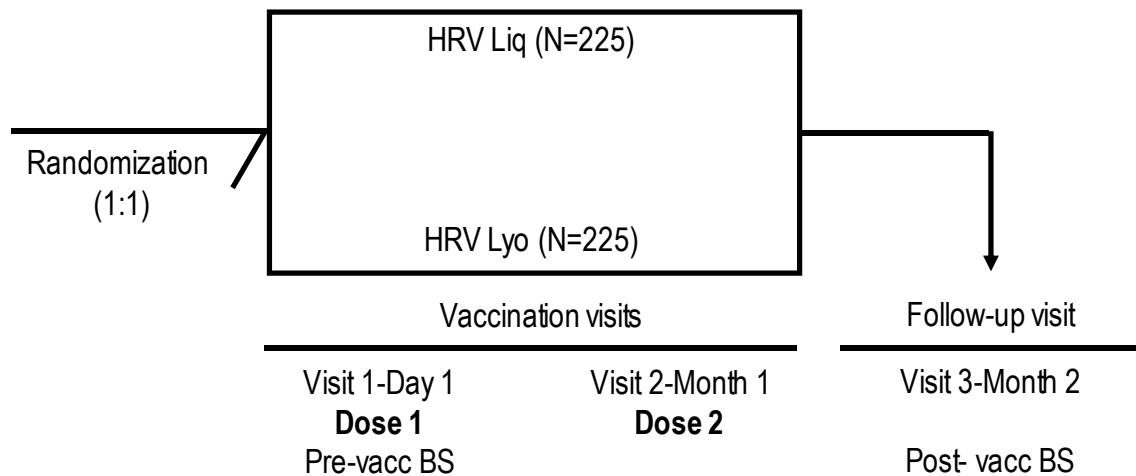 HRV Liq (N=225)
Randomization
(1:1)
HRV Lyo (N=225)
Vaccination visits
Follow-up visit
Visit 1-Day 1
Dose 1
Pre-vacc BS
Visit 2-Month 1
Dose 2
Visit 3-Month 2
Post- vacc BS